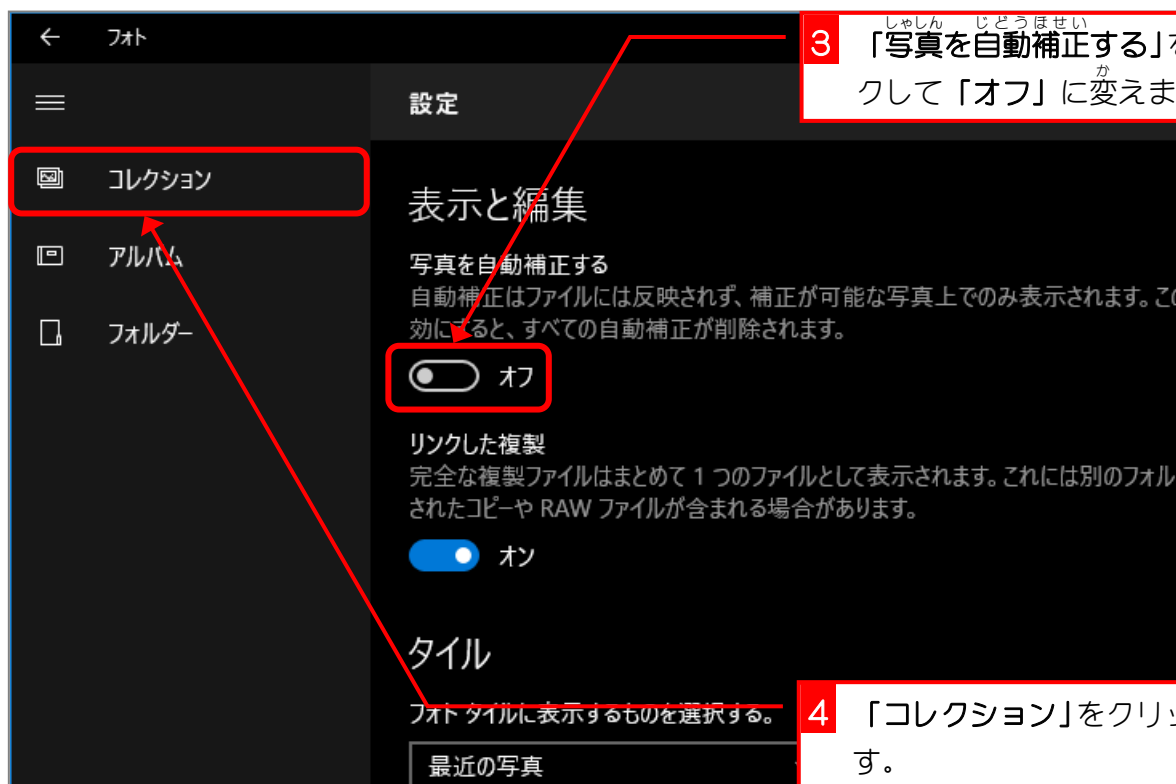 フォト
設定
コレクション
アルバム
フォルダー
表示と編集
写真を自動補正する
自動補正はファイルには反映されず、補正が可能な写真上でのみ表示されます。この
効にすると、すべての自動補正が削除されます。
オフ
リンクした複製
完全な複製ファイルはまとめて 1 つのファイルとして表示されます。これには別のフォル
されたコピーや RAW ファイルが含まれる場合があります。
オン
タイル
フォト タイルに表示するものを選択する。
最近の写真
しゃしん じどうほせい
3 「写真を自動補正する」を
か
クして「オフ」に変えま
4 「コレクション」をクリッ
す。